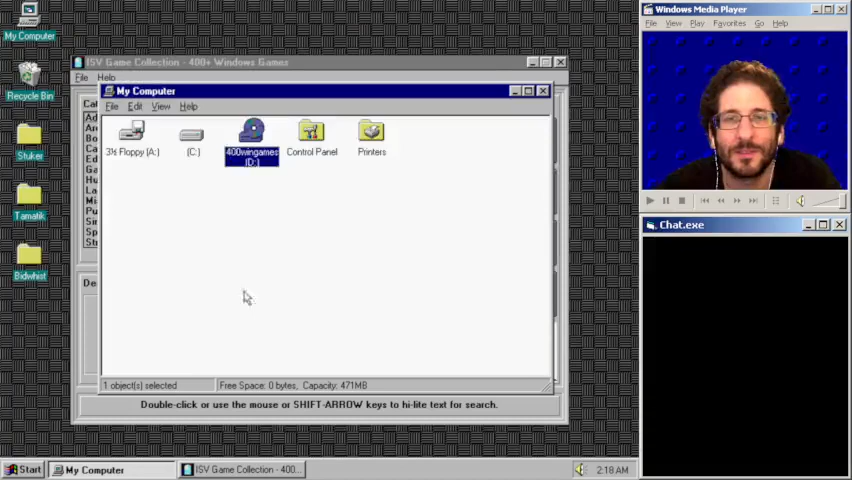 My Computer
Recycle Bin
Stuker
Tamatik
Bidwhist
ISV Game Collection - 400+ Windows Games
File Help
My Computer
File Edit View Help
3½ Floppy (A:)
(C:)
400wingames (D:)
Control Panel
Printers
1 object(s) selected
Free Space: 0 bytes, Capacity: 471MB
Double-click or use the mouse or SHIFT-ARROW keys to hi-lite text for search.
Start
My Computer
ISV Game Collection - 400...
2:18 AM
Windows Media Player
File View Play Favorites Go Help
Chat.exe